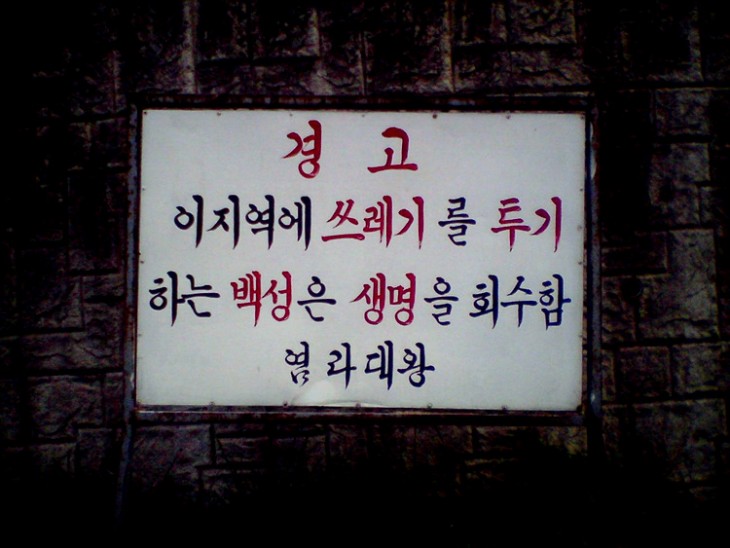 경 고
이지역에 쓰레기를 투기
하는 백성은 생명을 회수함
염라대왕